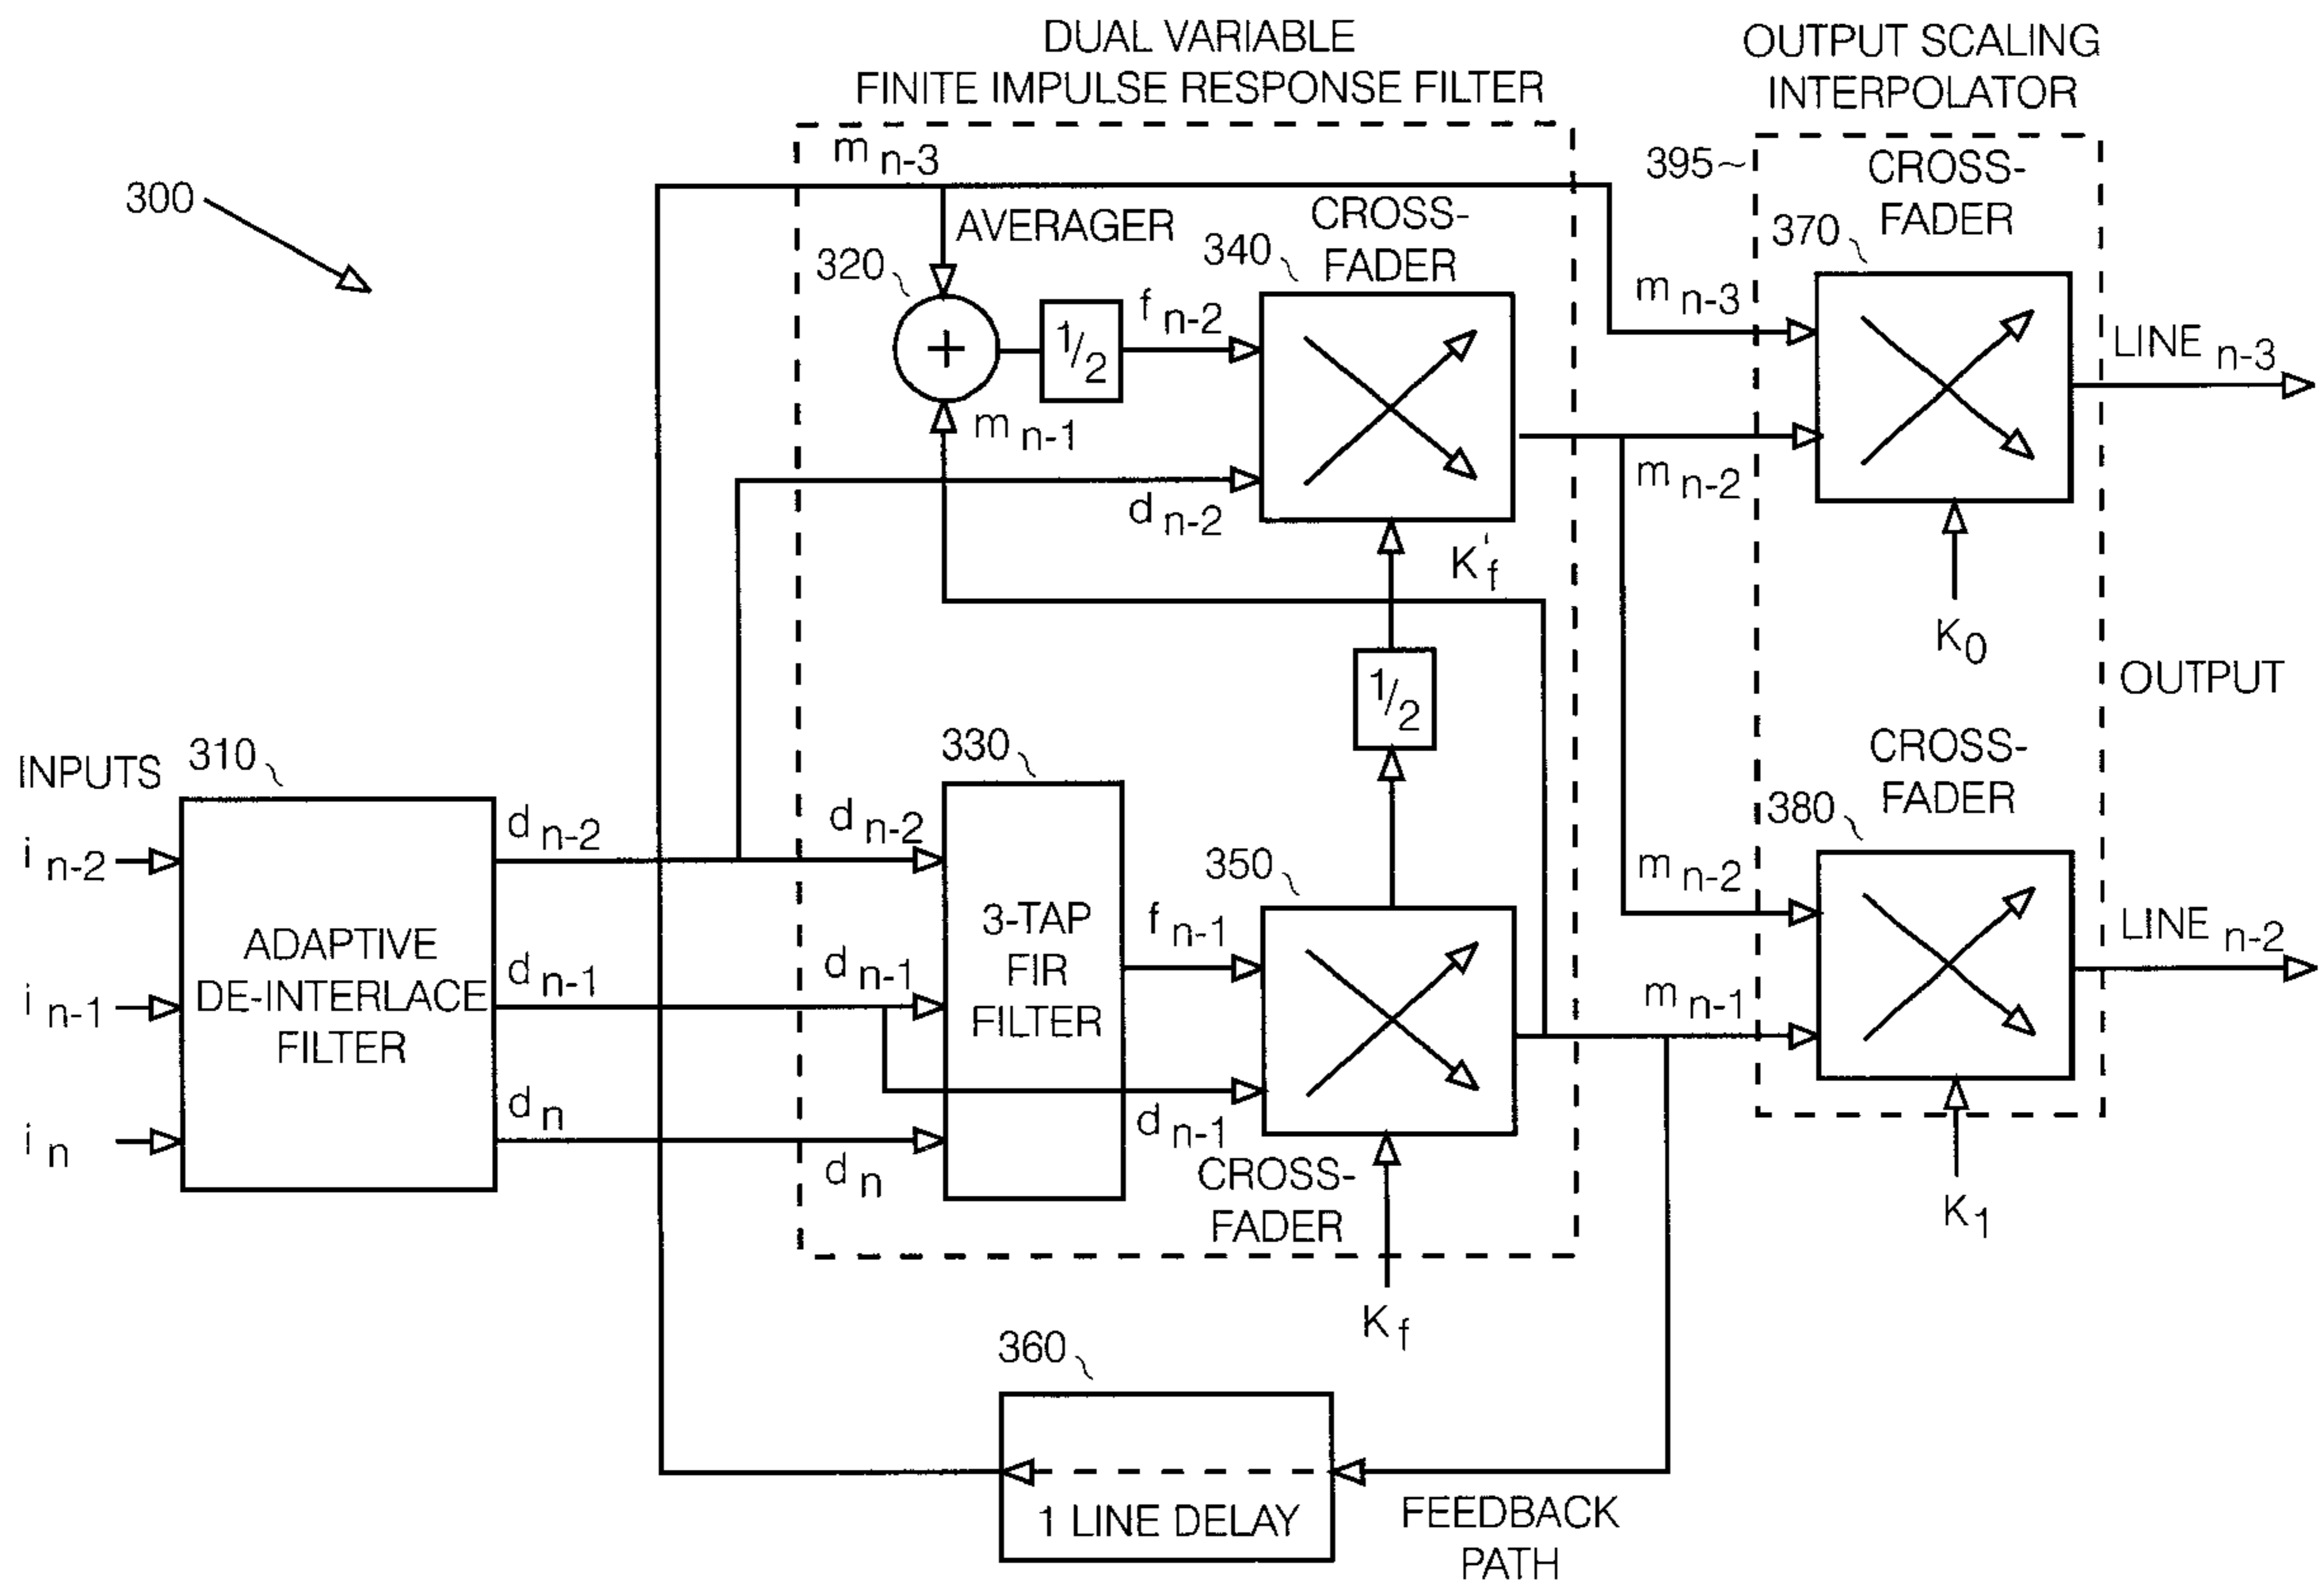 DUAL VARIABLE
FINITE IMPULSE RESPONSE FILTER
OUTPUT SCALING
INTERPOLATOR
300
m n-3
AVERAGER
320
+
1/2
f n-2
m n-1
d n-2
340
CROSS-
FADER
K'f
1/2
395
CROSS-
FADER
370
m n-3
m n-2
K0
LINE n-3
OUTPUT
INPUTS
310
i n-2
i n-1
i n
ADAPTIVE
DE-INTERLACE
FILTER
d n-2
d n-1
d n
d n-2
d n-1
d n
330
3-TAP
FIR
FILTER
f n-1
d n-1
350
CROSS-
FADER
Kf
CROSS-
FADER
380
m n-2
m n-1
K1
LINE n-2
360
1 LINE DELAY
FEEDBACK
PATH